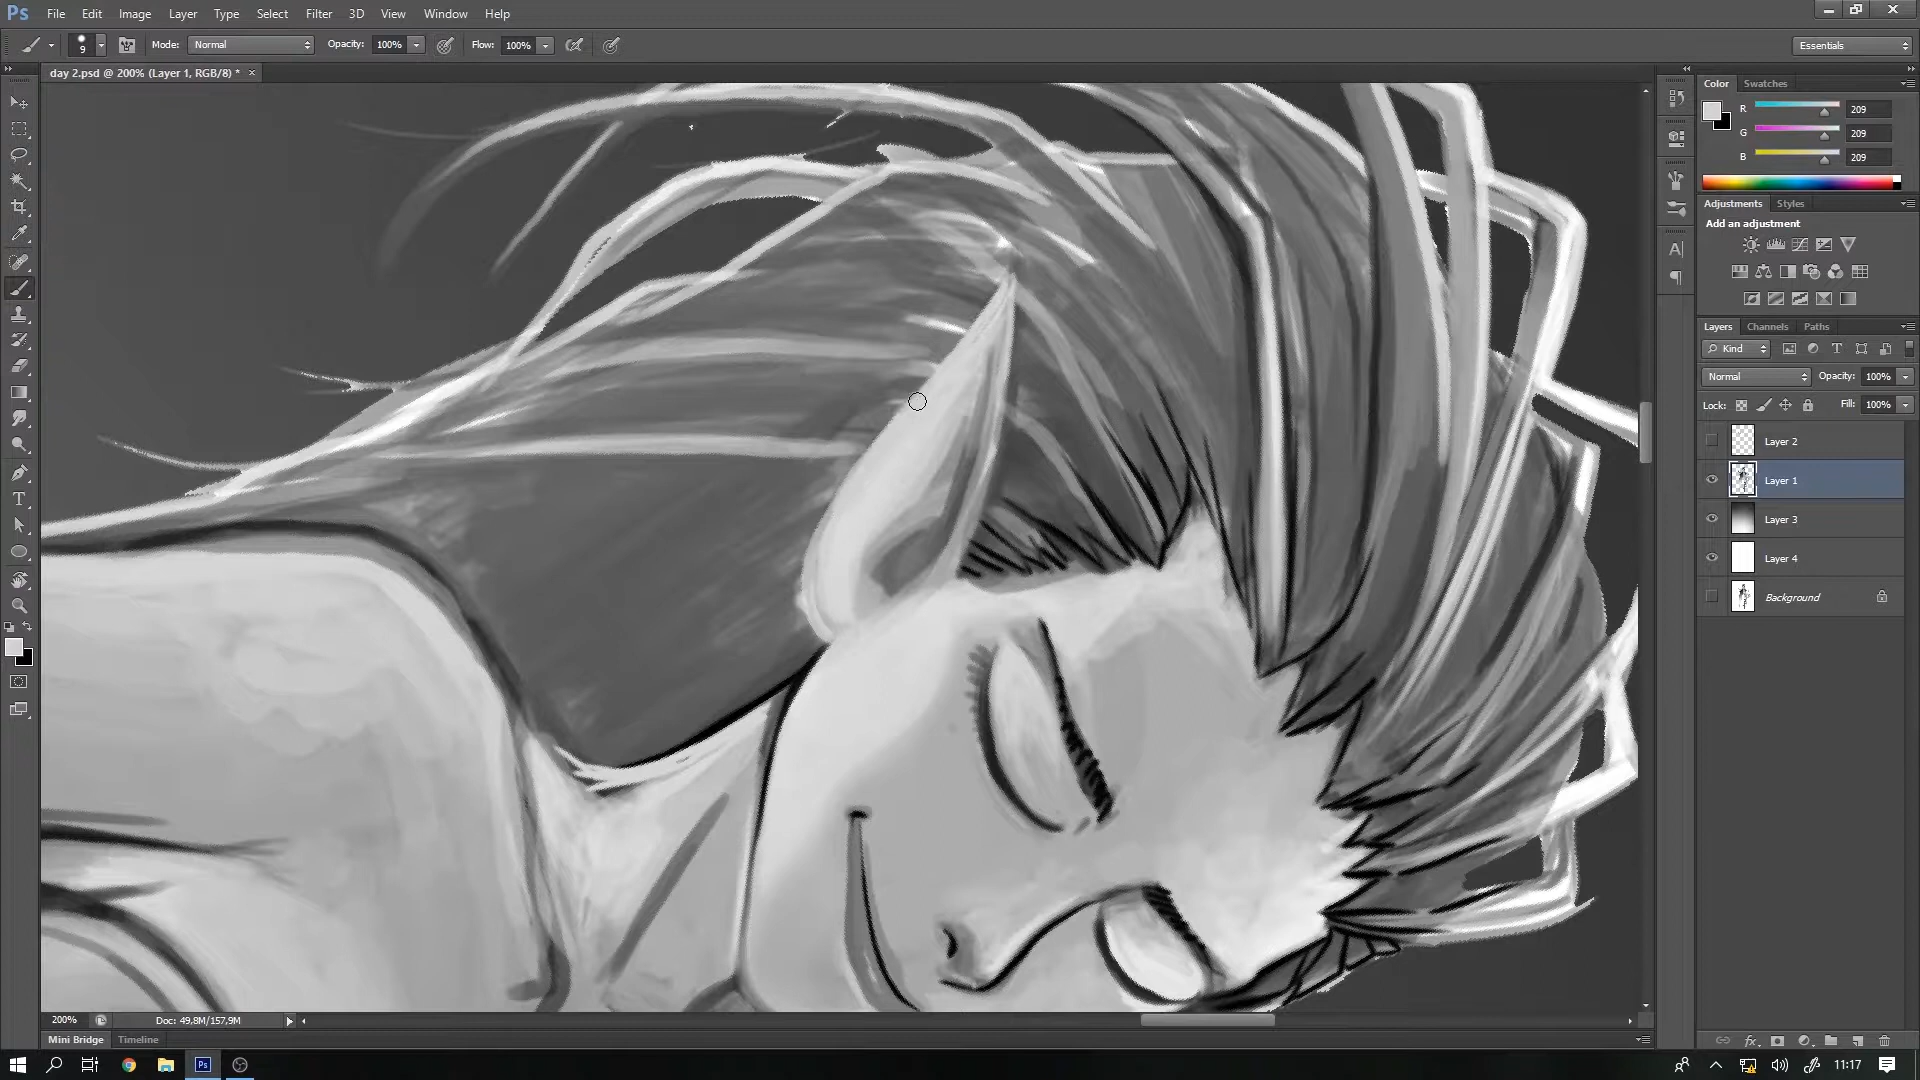 Ps File Edit Image Layer Type Select Filter 3D View Window Help
9 Mode: Normal Opacity: 100% Flow: 100% Essentials
day 2.psd @ 200% (Layer 1, RGB/8) * ×
Color Swatches
R 209
G 209
B 209
Adjustments Styles
Add an adjustment
Layers Channels Paths
Kind
Normal Opacity: 100%
Lock: Fill: 100%
Layer 2
Layer 1
Layer 3
Layer 4
Background
200% Doc: 49,8M/157,9M
Mini Bridge Timeline
Ps 11:17